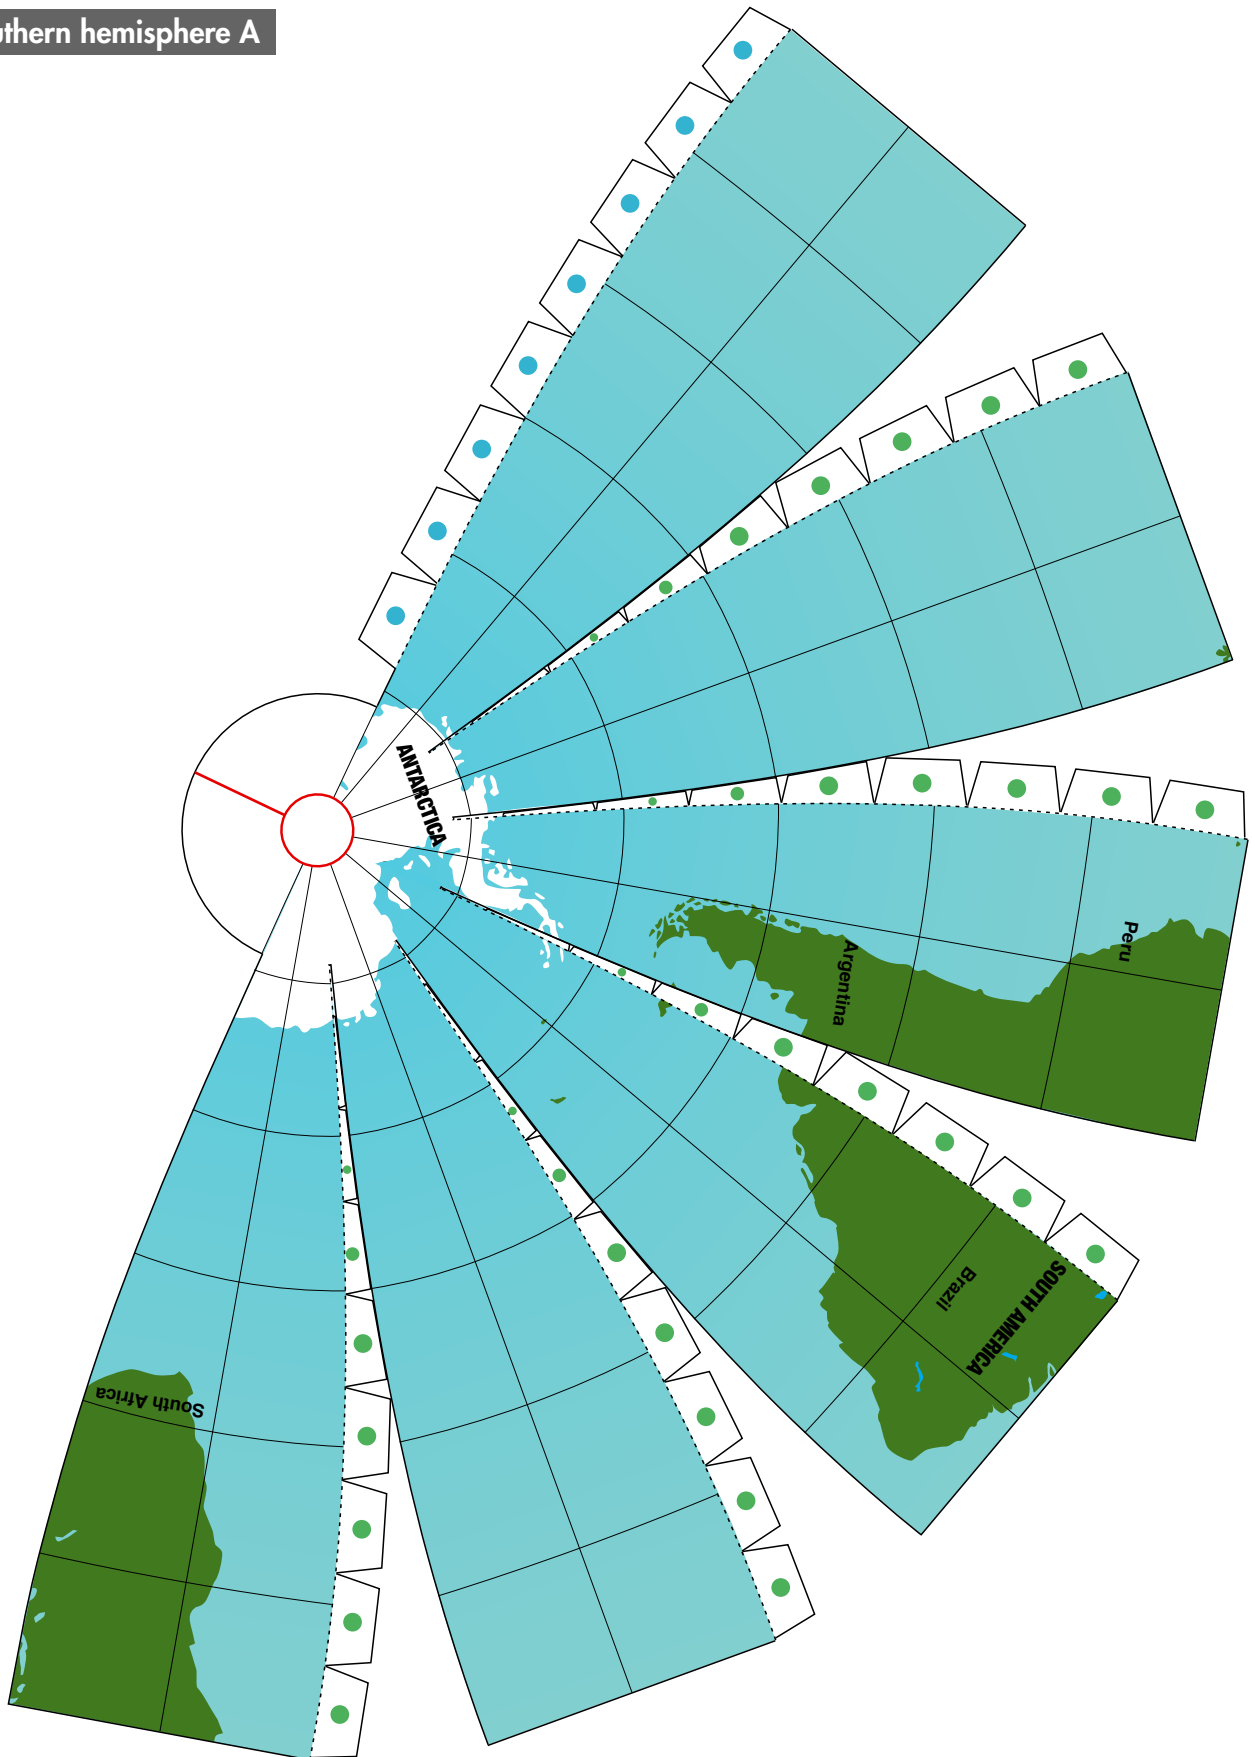 thern hemisphere A
ANTARCTICA
Peru
Argentina
SOUTH AMERICA
Brazil
South Africa